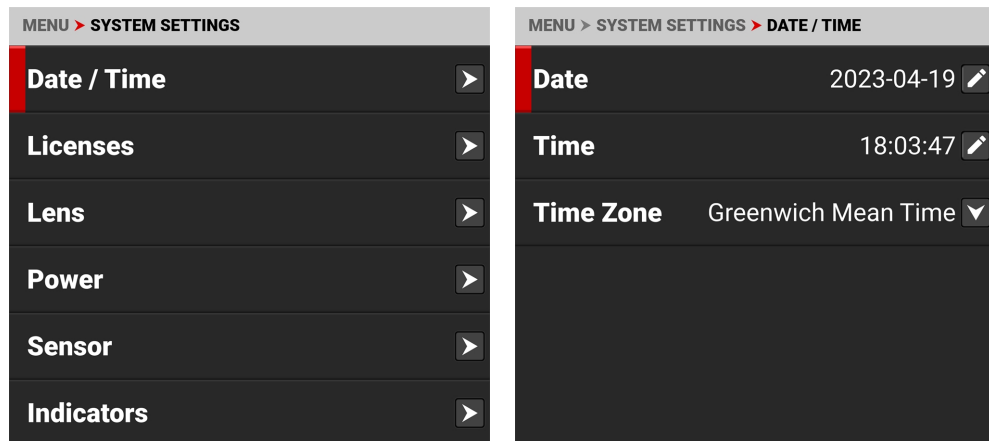 MENU ➤ SYSTEM SETTINGS
Date / Time
Licenses
Lens
Power
Sensor
Indicators
MENU ➤ SYSTEM SETTINGS ➤ DATE / TIME
Date 2023-04-19
Time 18:03:47
Time Zone Greenwich Mean Time